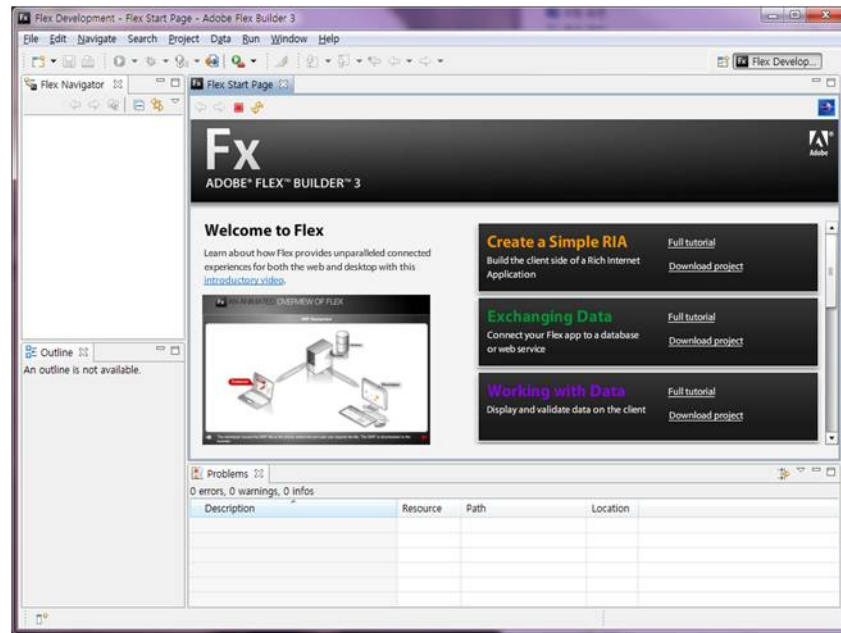 Flex Development - Flex Start Page - Adobe Flex Builder 3
File Edit Navigate Search Project Data Run Window Help
Flex Develop...
Flex Navigator
Flex Start Page
Fx
ADOBE® FLEX™ BUILDER™ 3
Adobe
Welcome to Flex
Learn about how Flex provides unparalleled connected
experiences for both the web and desktop with this
introductory video.
AN ANIMATED OVERVIEW OF FLEX
Create a Simple RIA
Build the client side of a Rich Internet
Application
Full tutorial
Download project
Exchanging Data
Connect your Flex app to a database
or web service
Full tutorial
Download project
Working with Data
Display and validate data on the client
Full tutorial
Download project
Outline
An outline is not available.
Problems
0 errors, 0 warnings, 0 infos
Description Resource Path Location